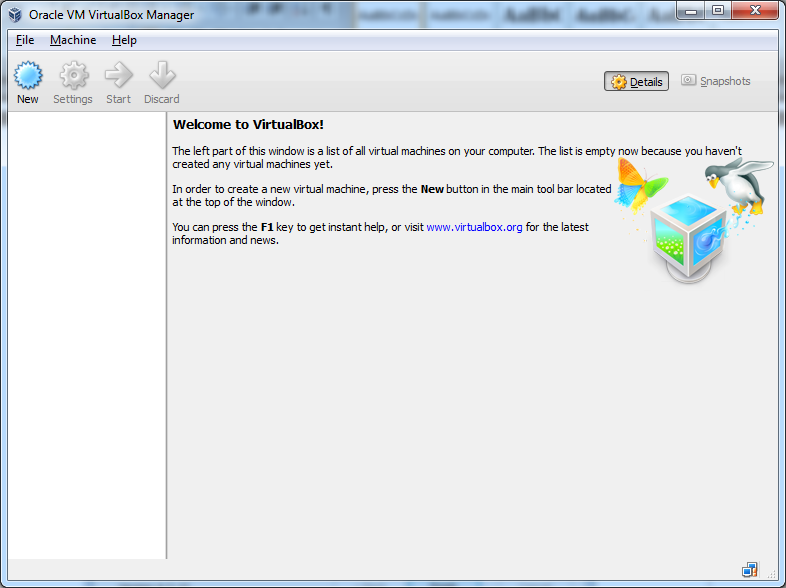 Oracle VM VirtualBox Manager
File Machine Help
New Settings Start Discard Details Snapshots
Welcome to VirtualBox!
The left part of this window is a list of all virtual machines on your computer. The list is empty now because you haven't
created any virtual machines yet.
In order to create a new virtual machine, press the New button in the main tool bar located
at the top of the window.
You can press the F1 key to get instant help, or visit www.virtualbox.org for the latest
information and news.